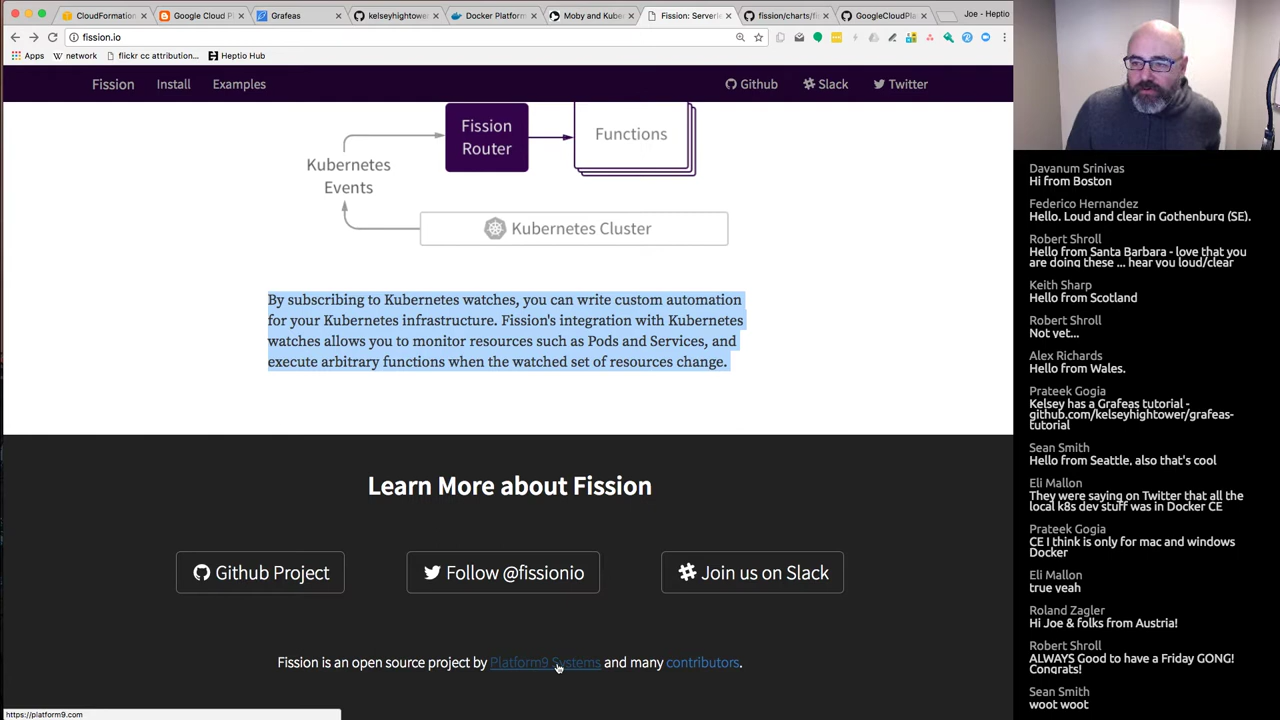 CloudFormation
Google Cloud Pl
Grafeas
kelseyhightower
Docker Platform
Moby and Kube
Fission: Serverle
fission/charts/fi
GoogleCloudPla
Joe - Heptio
fission.io
Apps
network
flickr cc attribution...
Heptio Hub
Fission
Install
Examples
Github
Slack
Twitter
Fission
Router
Functions
Kubernetes
Events
Kubernetes Cluster
By subscribing to Kubernetes watches, you can write custom automation
for your Kubernetes infrastructure. Fission's integration with Kubernetes
watches allows you to monitor resources such as Pods and Services, and
execute arbitrary functions when the watched set of resources change.
Learn More about Fission
Github Project
Follow @fissionio
Join us on Slack
Fission is an open source project by Platform9 Systems and many contributors.
https://platform9.com
Davanum Srinivas
Hi from Boston
Federico Hernandez
Hello. Loud and clear in Gothenburg (SE).
Robert Shroll
Hello from Santa Barbara - love that you
are doing these ... hear you loud/clear
Keith Sharp
Hello from Scotland
Robert Shroll
Not yet...
Alex Richards
Hello from Wales.
Prateek Gogia
Kelsey has a Grafeas tutorial -
github.com/kelseyhightower/grafeas-
tutorial
Sean Smith
Hello from Seattle, also that's cool
Eli Mallon
They were saying on Twitter that all the
local k8s dev stuff was in Docker CE
Prateek Gogia
CE I think is only for mac and windows
Docker
Eli Mallon
true yeah
Roland Zagler
Hi Joe & folks from Austria!
Robert Shroll
ALWAYS Good to have a Friday GONG!
Congrats!
Sean Smith
woot woot